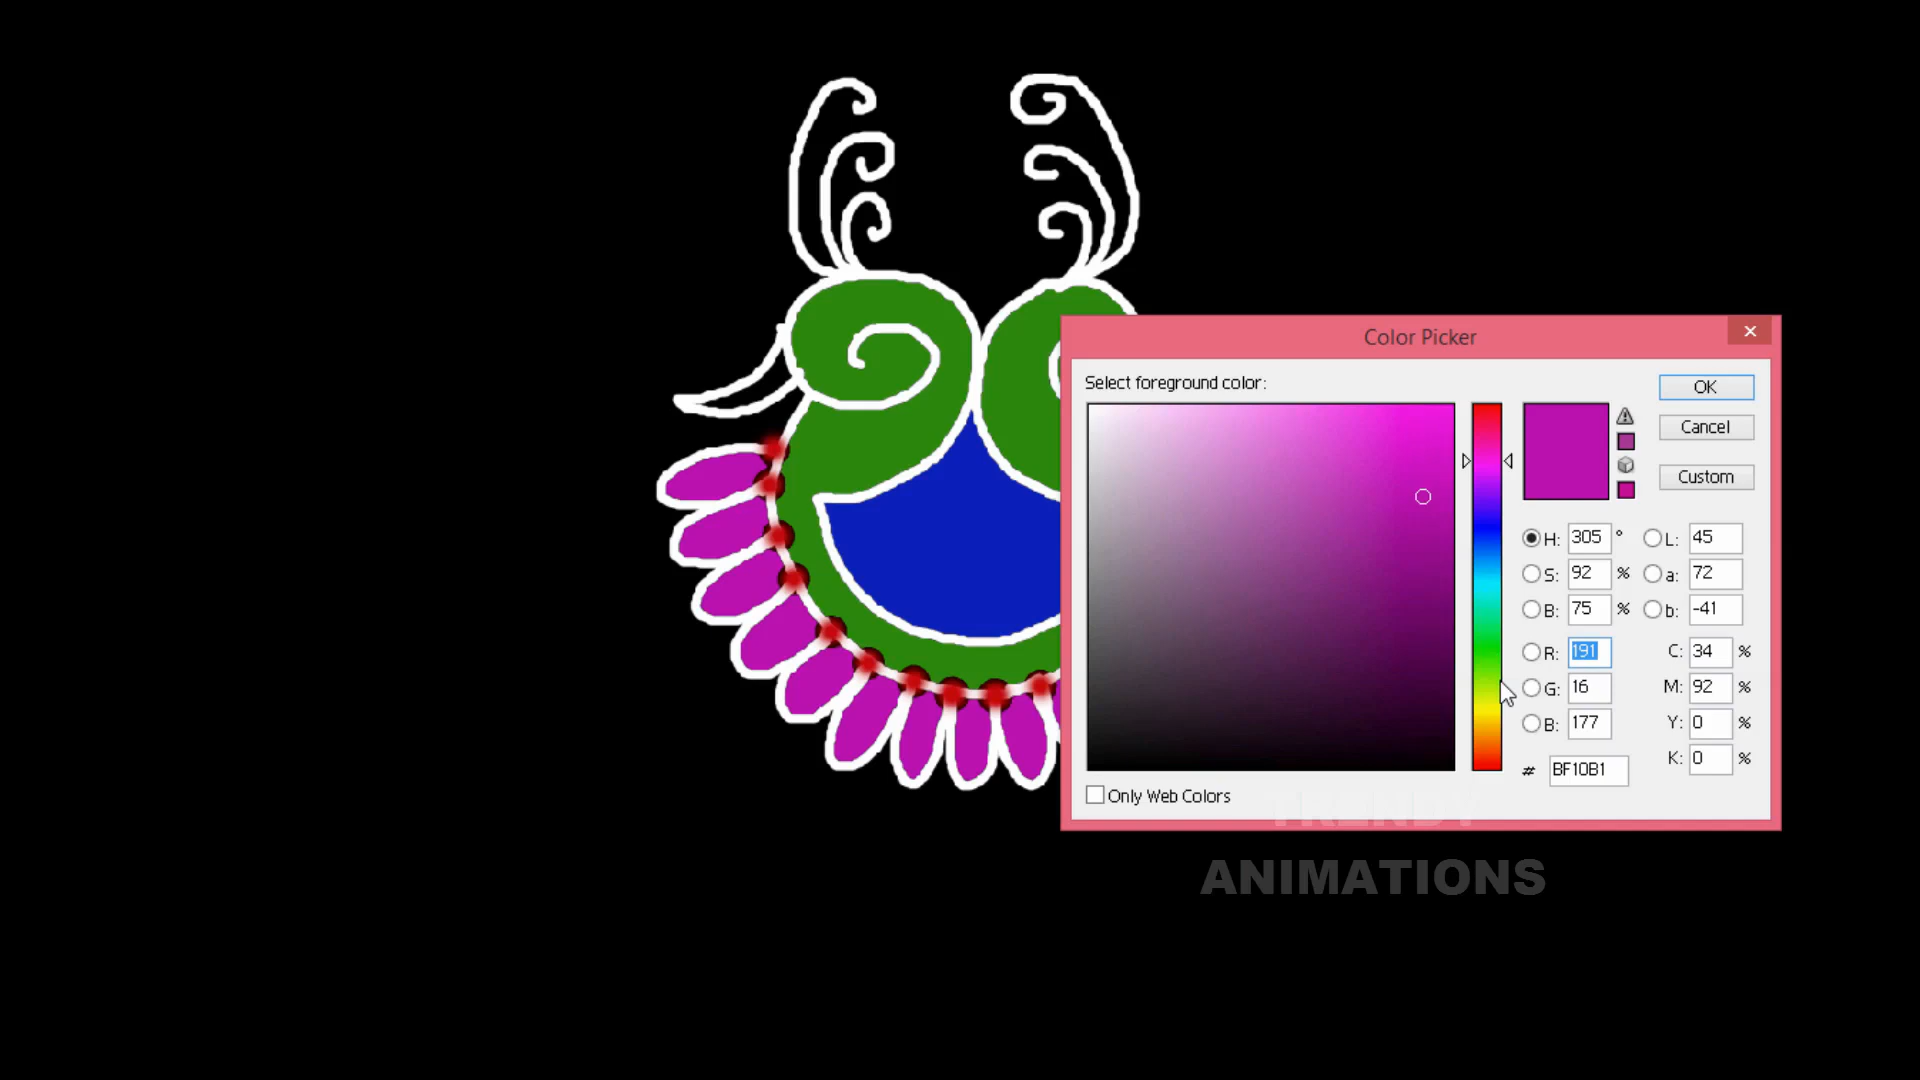 Color Picker
Select foreground color:
OK
Cancel
Custom
H: 305 ° L: 45
S: 92 % a: 72
B: 75 % b: -41
R: 191 C: 34 %
G: 16 M: 92 %
B: 177 Y: 0 %
# BF10B1 K: 0 %
Only Web Colors
TRENDY
ANIMATIONS